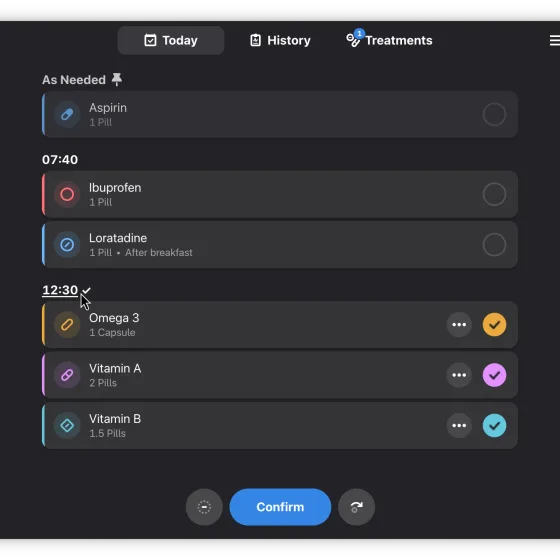 Today
History
1
Treatments
As Needed
Aspirin
1 Pill
07:40
Ibuprofen
1 Pill
Loratadine
1 Pill • After breakfast
12:30
Omega 3
1 Capsule
Vitamin A
2 Pills
Vitamin B
1.5 Pills
Confirm